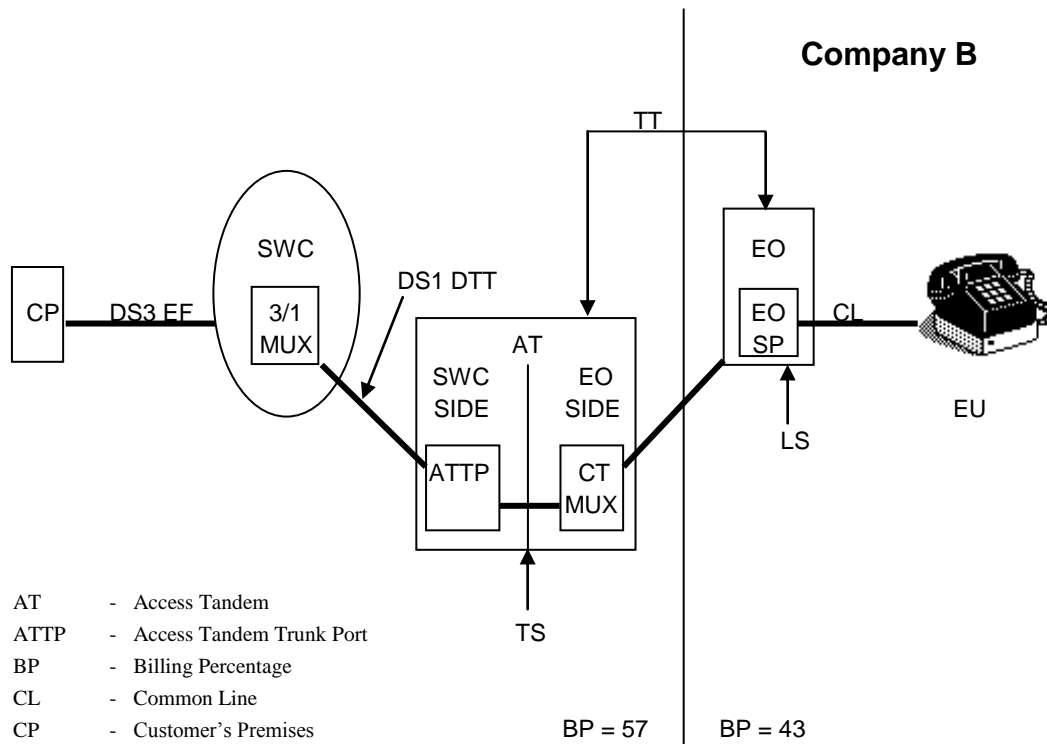 Company B
TT
SWC
EO
DS1 DTT
CP
DS3 EF
3/1
MUX
EO
SP
CL
AT
SWC
SIDE
EO
SIDE
EU
LS
ATTP
CT
MUX
TS
AT - Access Tandem
ATTP - Access Tandem Trunk Port
BP - Billing Percentage
CL - Common Line
CP - Customer's Premises
BP = 57
BP = 43